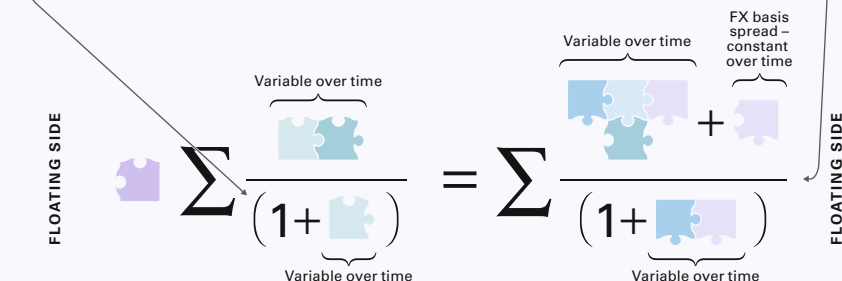 FX basis
spread –
constant
over time
Variable over time
Variable over time
FLOATING SIDE
∑
+
=
∑
(1+ )
(1+ )
FLOATING SIDE
Variable over time
Variable over time